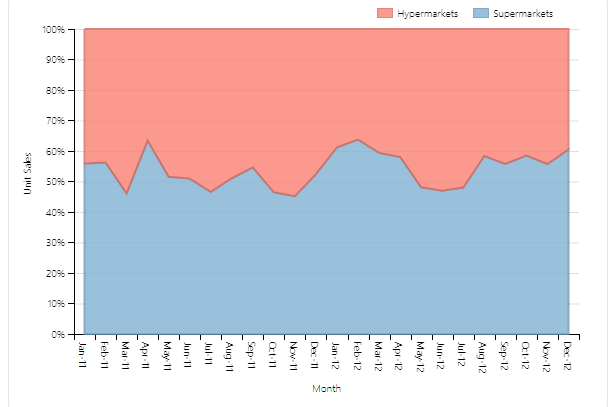 Hypermarkets Supermarkets
100%
90%
80%
70%
60%
50%
40%
30%
20%
10%
0%
Unit Sales
Jan-11 Feb-11 Mar-11 Apr-11 May-11 Jun-11 Jul-11 Aug-11 Sep-11 Oct-11 Nov-11 Dec-11 Jan-12 Feb-12 Mar-12 Apr-12 May-12 Jun-12 Jul-12 Aug-12 Sep-12 Oct-12 Nov-12 Dec-12
Month